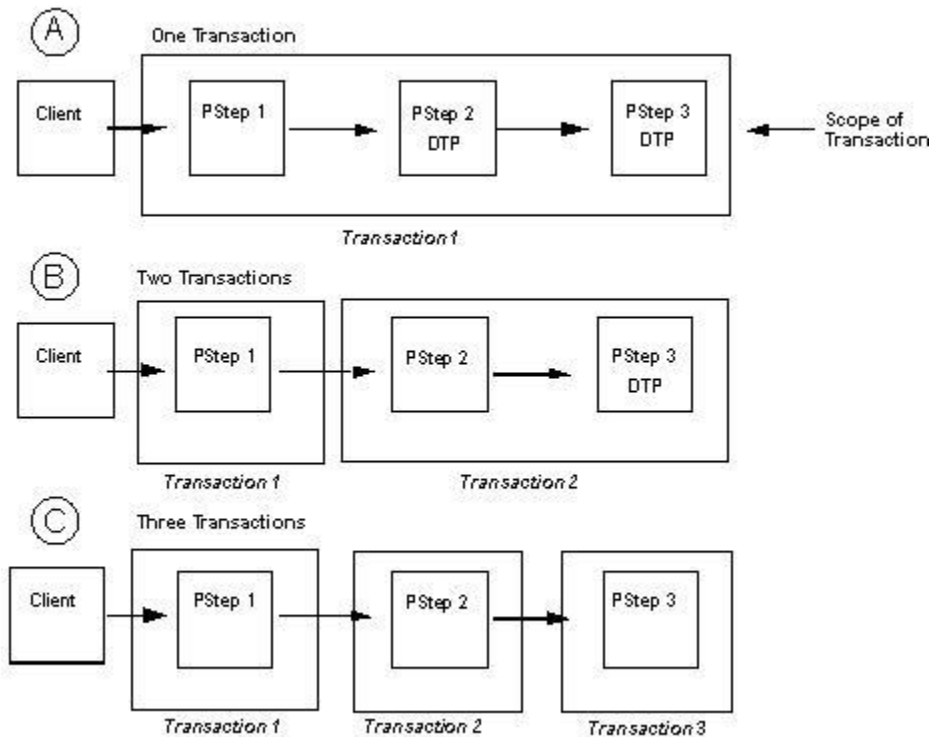 A
One Transaction
Client
PStep 1
PStep 2
DTP
PStep 3
DTP
Scope of
Transaction
Transaction 1
B
Two Transactions
Client
PStep 1
PStep 2
PStep 3
DTP
Transaction 1
Transaction 2
C
Three Transactions
Client
PStep 1
PStep 2
PStep 3
Transaction 1
Transaction 2
Transaction 3